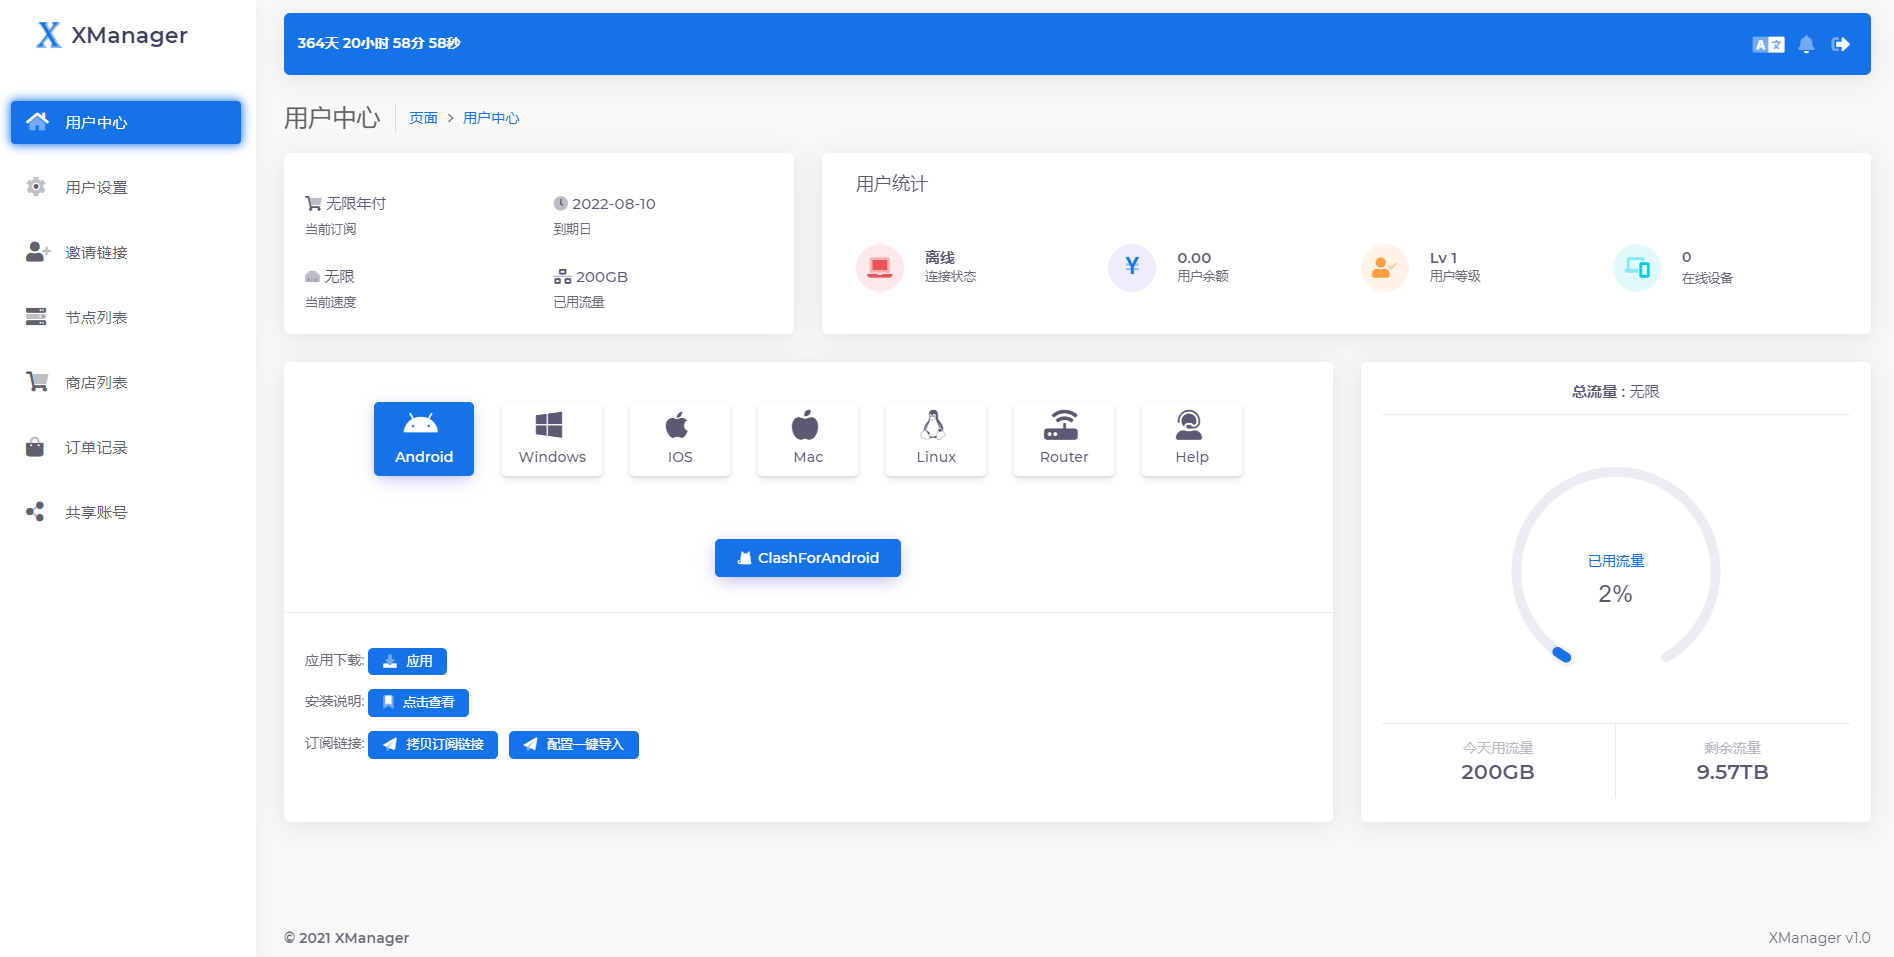 XManager
用户中心
用户设置
邀请链接
节点列表
商店列表
订单记录
共享账号
364天 20小时 58分 58秒
用户中心
页面 > 用户中心
无限年付
当前订阅
2022-08-10
到期日
无限
当前速度
200GB
已用流量
用户统计
离线
连接状态
¥
0.00
用户余额
Lv 1
用户等级
0
在线设备
Android
Windows
IOS
Mac
Linux
Router
Help
ClashForAndroid
应用下载: 应用
安装说明: 点击查看
订阅链接: 拷贝订阅链接 配置一键导入
总流量 : 无限
已用流量
2%
今天用流量
200GB
剩余流量
9.57TB
© 2021 XManager
XManager v1.0